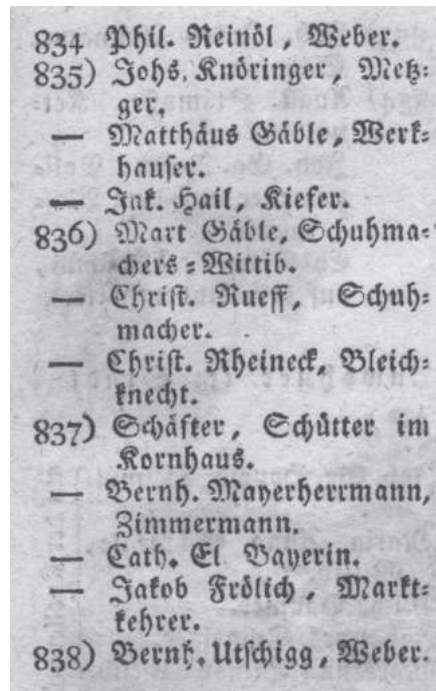 834 Phil. Reinöl, Weber.
835) Johs. Knöringer, Metz-
ger.
— Matthäus Gäble, Werk-
hauser.
— Jak. Hail, Kiefer.
836) Mart Gäble, Schuhma-
chers-Wittib.
— Christ. Rueff, Schuh-
macher.
— Christ. Rheineck, Bleich-
knecht.
837) Schäfter, Schütter im
Kornhaus.
— Bernh. Mayerherrmann,
Zimmermann.
— Cath. El Bayerin.
— Jakob Frölich, Markt-
kehrer.
838) Bernh. Utschigg, Weber.